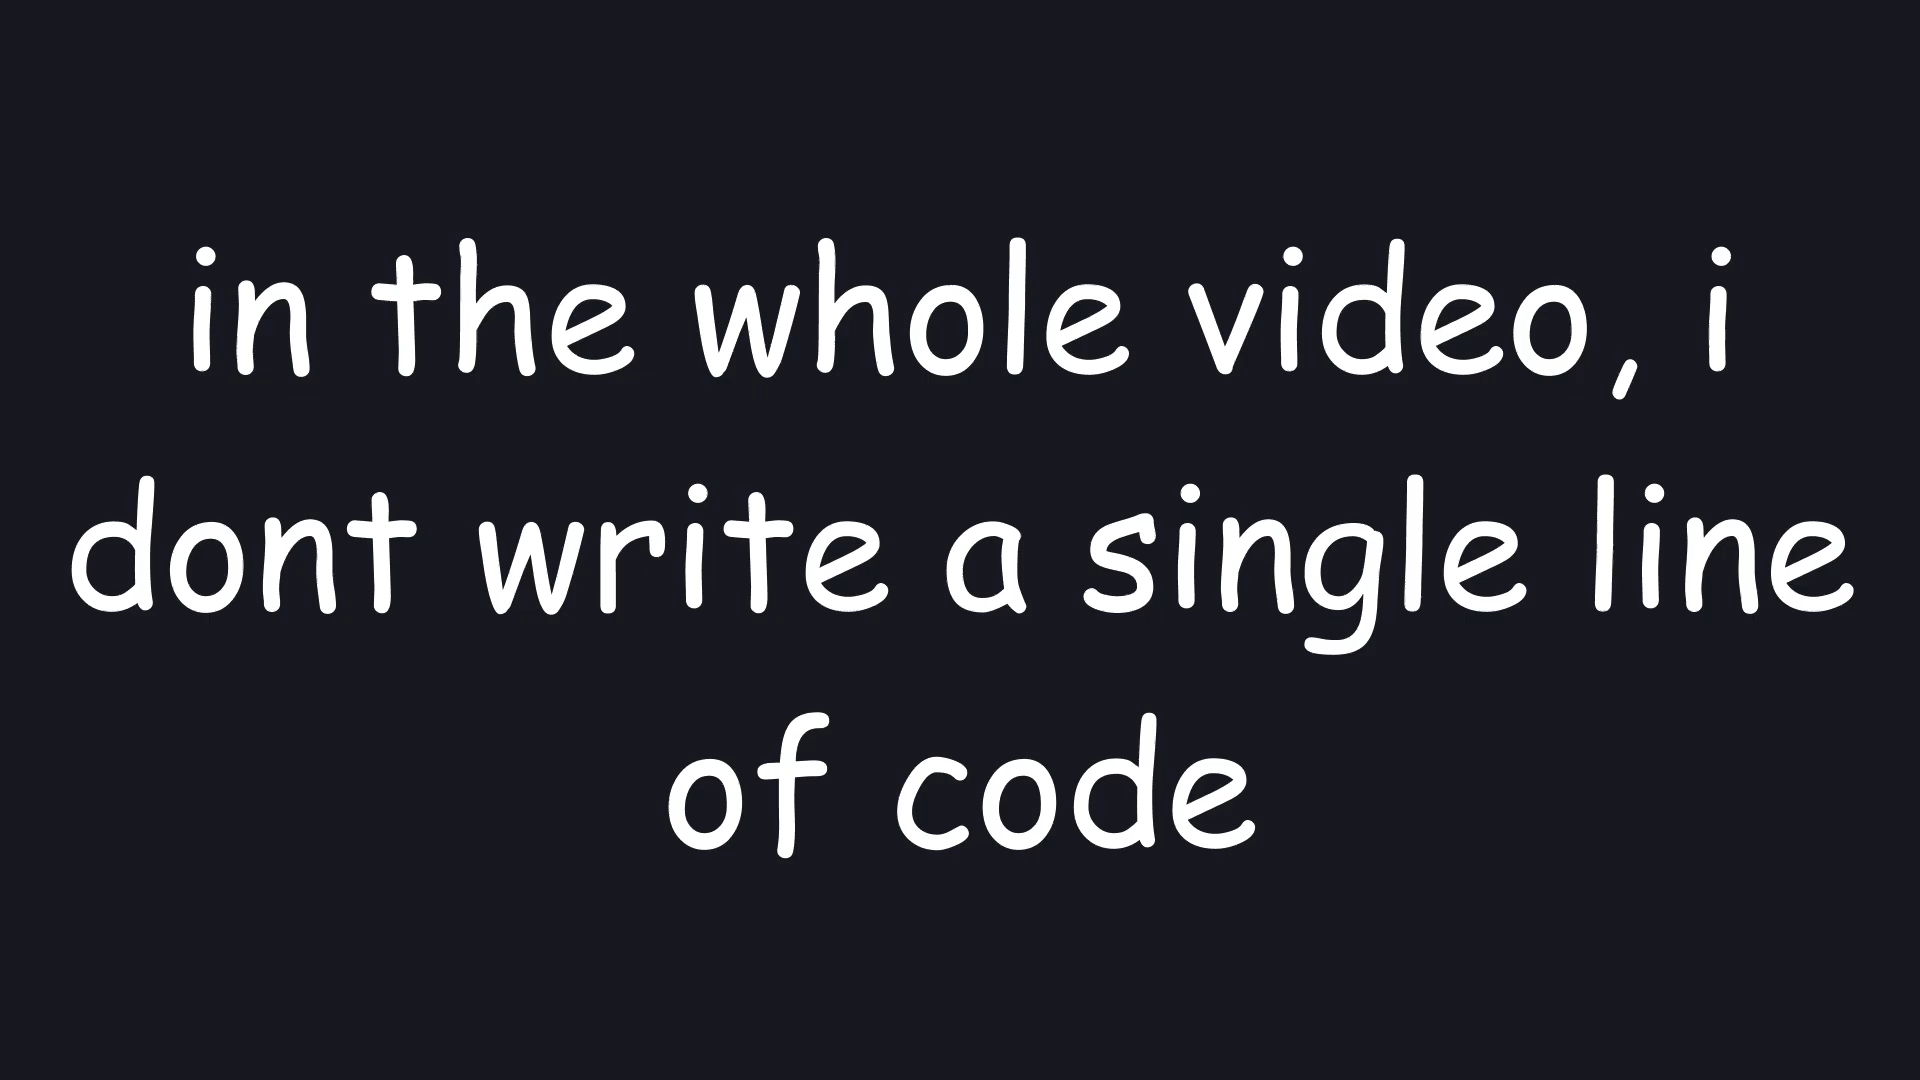 in the whole video, i
dont write a single line
of code